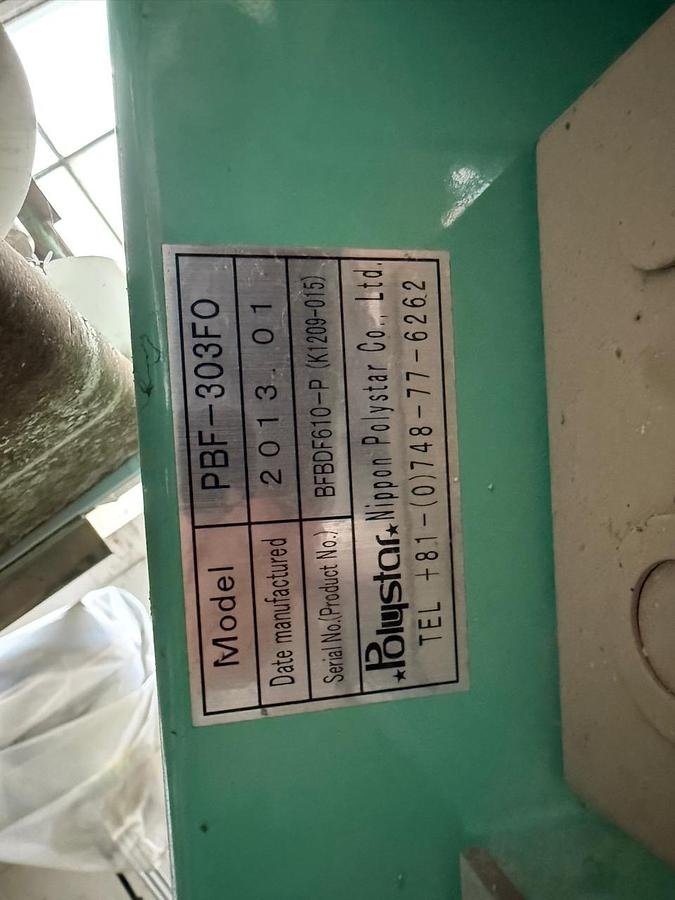 Model PBF-303FO
Date manufactured 2013.01
Serial No.(Product No.) BFBDF610-P (K1209-015)
★Polystar★ Nippon Polystar Co., Ltd.
TEL +81-(0)748-77-6262